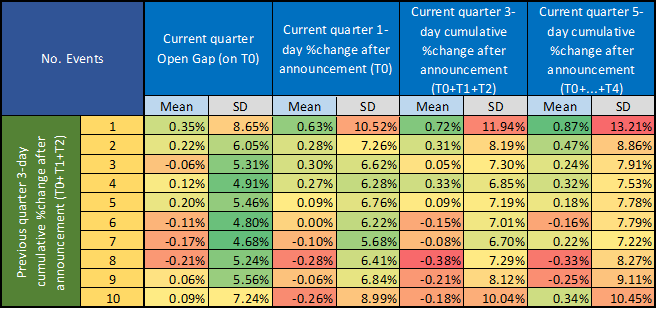 No. Events
Current quarter
Open Gap (on T0)
Current quarter 1-
day %change after
announcement (T0)
Current quarter 3-
day cumulative
%change after
announcement
(T0+T1+T2)
Current quarter 5-
day cumulative
%change after
announcement
(T0+...+T4)
Mean SD Mean SD Mean SD Mean SD
Previous quarter 3-day
cumulative %change after
announcement (T0+T1+T2)
1 0.35% 8.65% 0.63% 10.52% 0.72% 11.94% 0.87% 13.21%
2 0.22% 6.05% 0.28% 7.26% 0.31% 8.19% 0.47% 8.86%
3 -0.06% 5.31% 0.30% 6.62% 0.05% 7.30% 0.24% 7.91%
4 0.12% 4.91% 0.27% 6.28% 0.33% 6.85% 0.32% 7.53%
5 0.20% 5.46% 0.09% 6.76% 0.09% 7.19% 0.18% 7.78%
6 -0.11% 4.80% 0.00% 6.22% -0.15% 7.01% -0.16% 7.79%
7 -0.17% 4.68% -0.10% 5.68% -0.08% 6.70% 0.22% 7.22%
8 -0.21% 5.24% -0.28% 6.41% -0.38% 7.29% -0.33% 8.27%
9 0.06% 5.56% -0.06% 6.84% -0.21% 8.12% -0.25% 9.11%
10 0.09% 7.24% -0.26% 8.99% -0.18% 10.04% 0.34% 10.45%